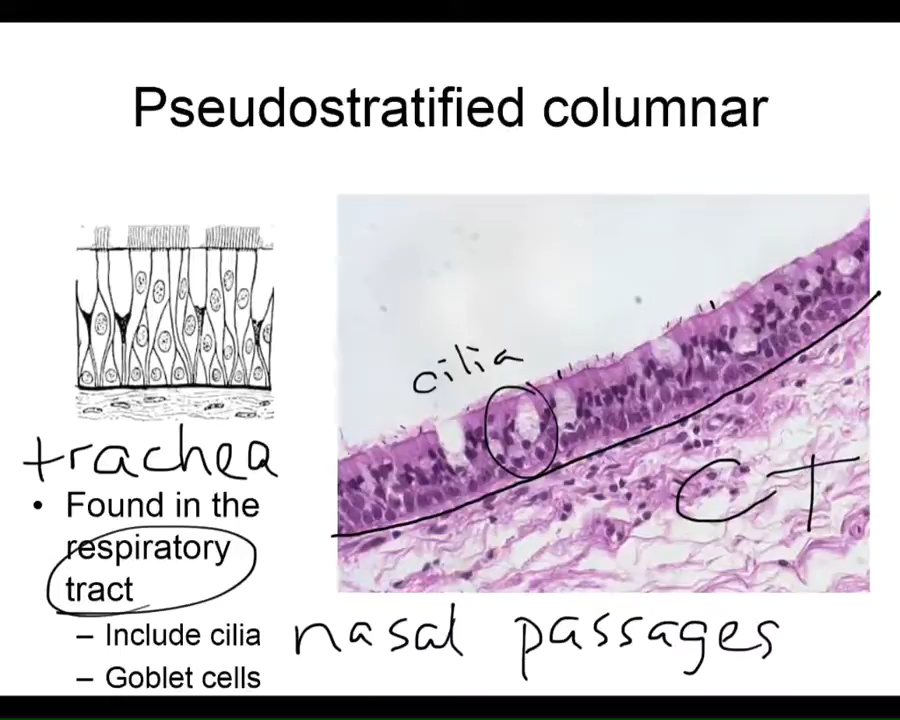 Pseudostratified columnar
cilia
trachea
CT
• Found in the
respiratory
tract
– Include cilia
– Goblet cells
nasal passages